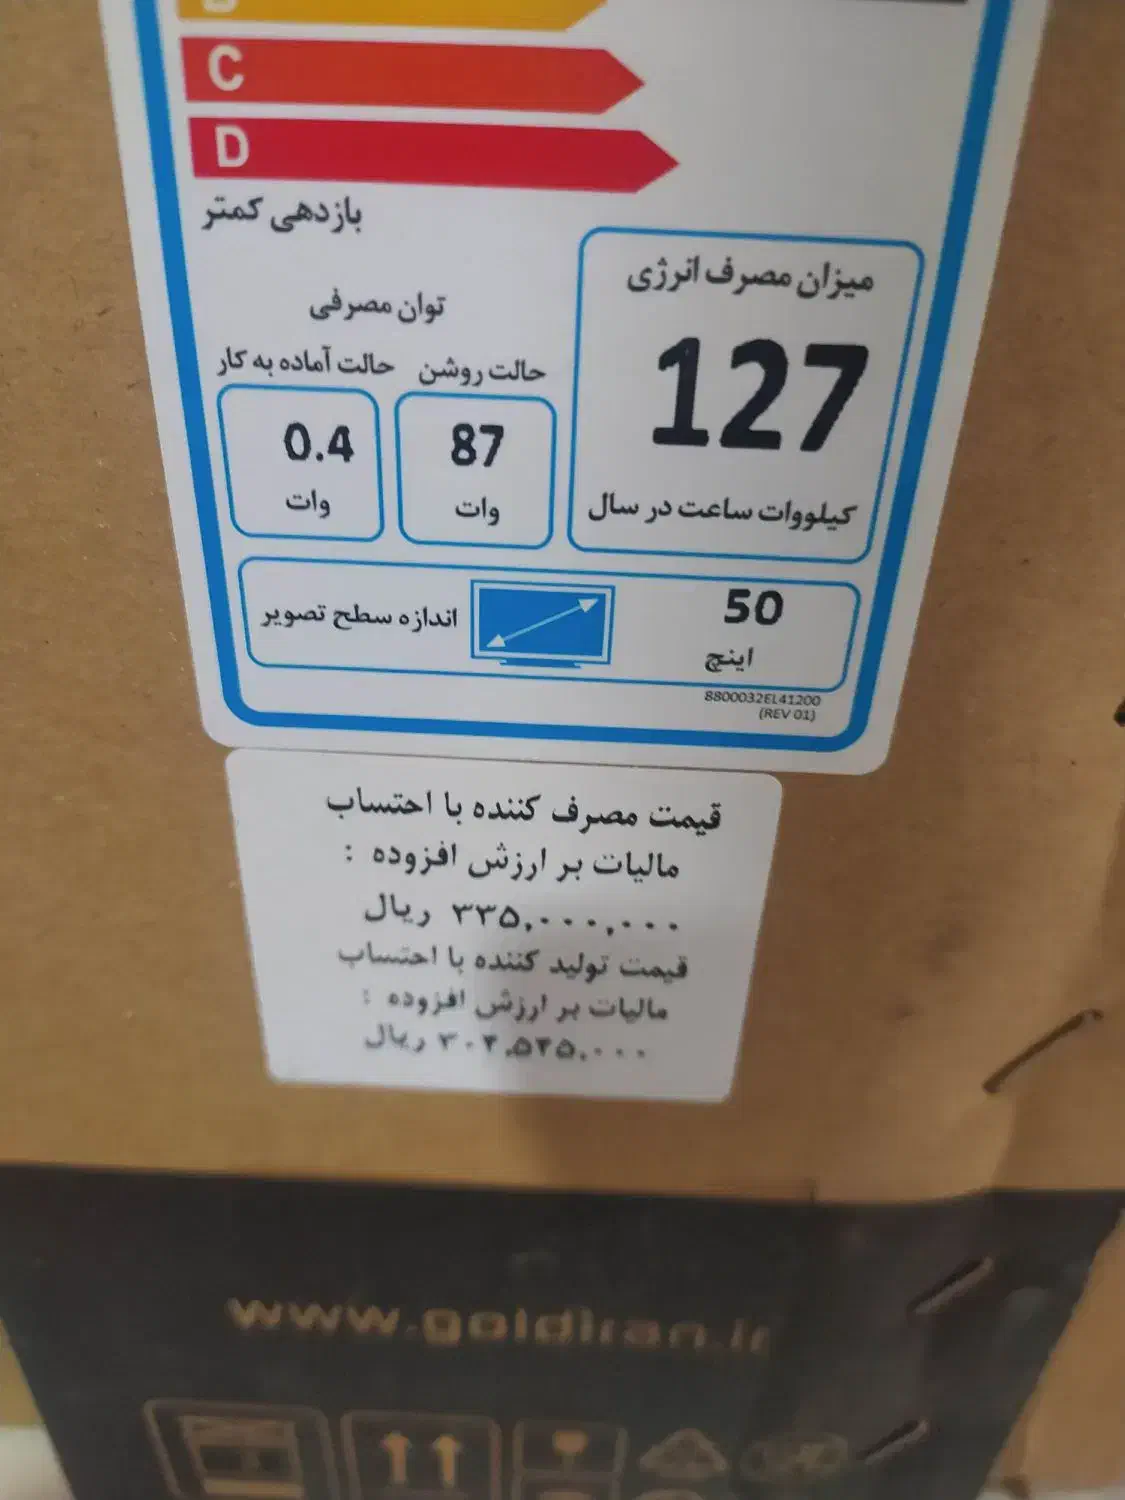 B
C
D
بازدهی کمتر
میزان مصرف انرژی
127
کیلووات ساعت در سال
توان مصرفی
حالت روشن
87
وات
حالت آماده به کار
0.4
وات
50
اینچ
اندازه سطح تصویر
8800032EL41200
(REV 01)
قیمت مصرف کننده با احتساب
مالیات بر ارزش افزوده :
۳۳۵,۰۰۰,۰۰۰ ریال
قیمت تولید کننده با احتساب
مالیات بر ارزش افزوده :
ریال
www.goldiran.ir